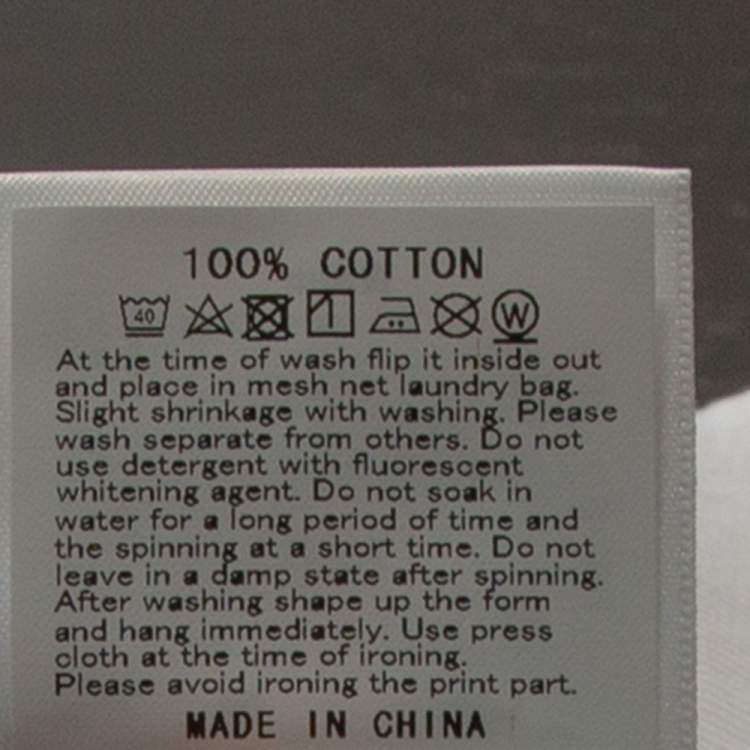 100% COTTON
40 W
At the time of wash flip it inside out
and place in mesh net laundry bag.
Slight shrinkage with washing. Please
wash separate from others. Do not
use detergent with fluorescent
whitening agent. Do not soak in
water for a long period of time and
the spinning at a short time. Do not
leave in a damp state after spinning.
After washing shape up the form
and hang immediately. Use press
cloth at the time of ironing.
Please avoid ironing the print part.
MADE IN CHINA